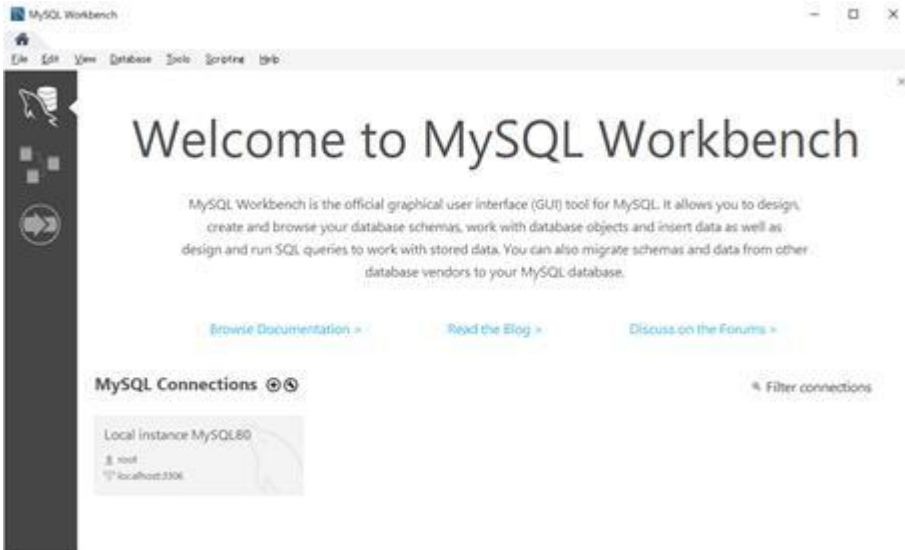 MySQL Workbench
File Edit View Database Tools Scripting Help
Welcome to MySQL Workbench
MySQL Workbench is the official graphical user interface (GUI) tool for MySQL. It allows you to design,
create and browse your database schemas, work with database objects and insert data as well as
design and run SQL queries to work with stored data. You can also migrate schemas and data from other
database vendors to your MySQL database.
Browse Documentation >
Read the Blog >
Discuss on the Forums >
MySQL Connections
Filter connections
Local instance MySQL80
root
localhost:3306